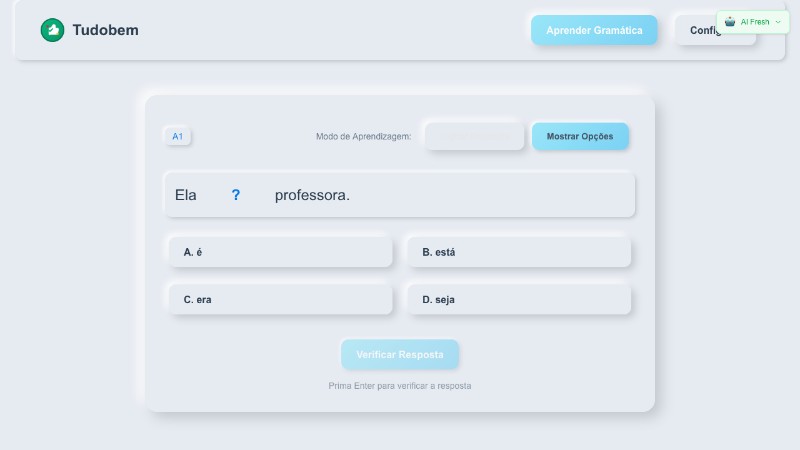 Tudobem
Aprender Gramática
Config
AI Fresh
A1
Modo de Aprendizagem:
Mostrar Opções
Ela ? professora.
A. é
B. está
C. era
D. seja
Verificar Resposta
Prima Enter para verificar a resposta